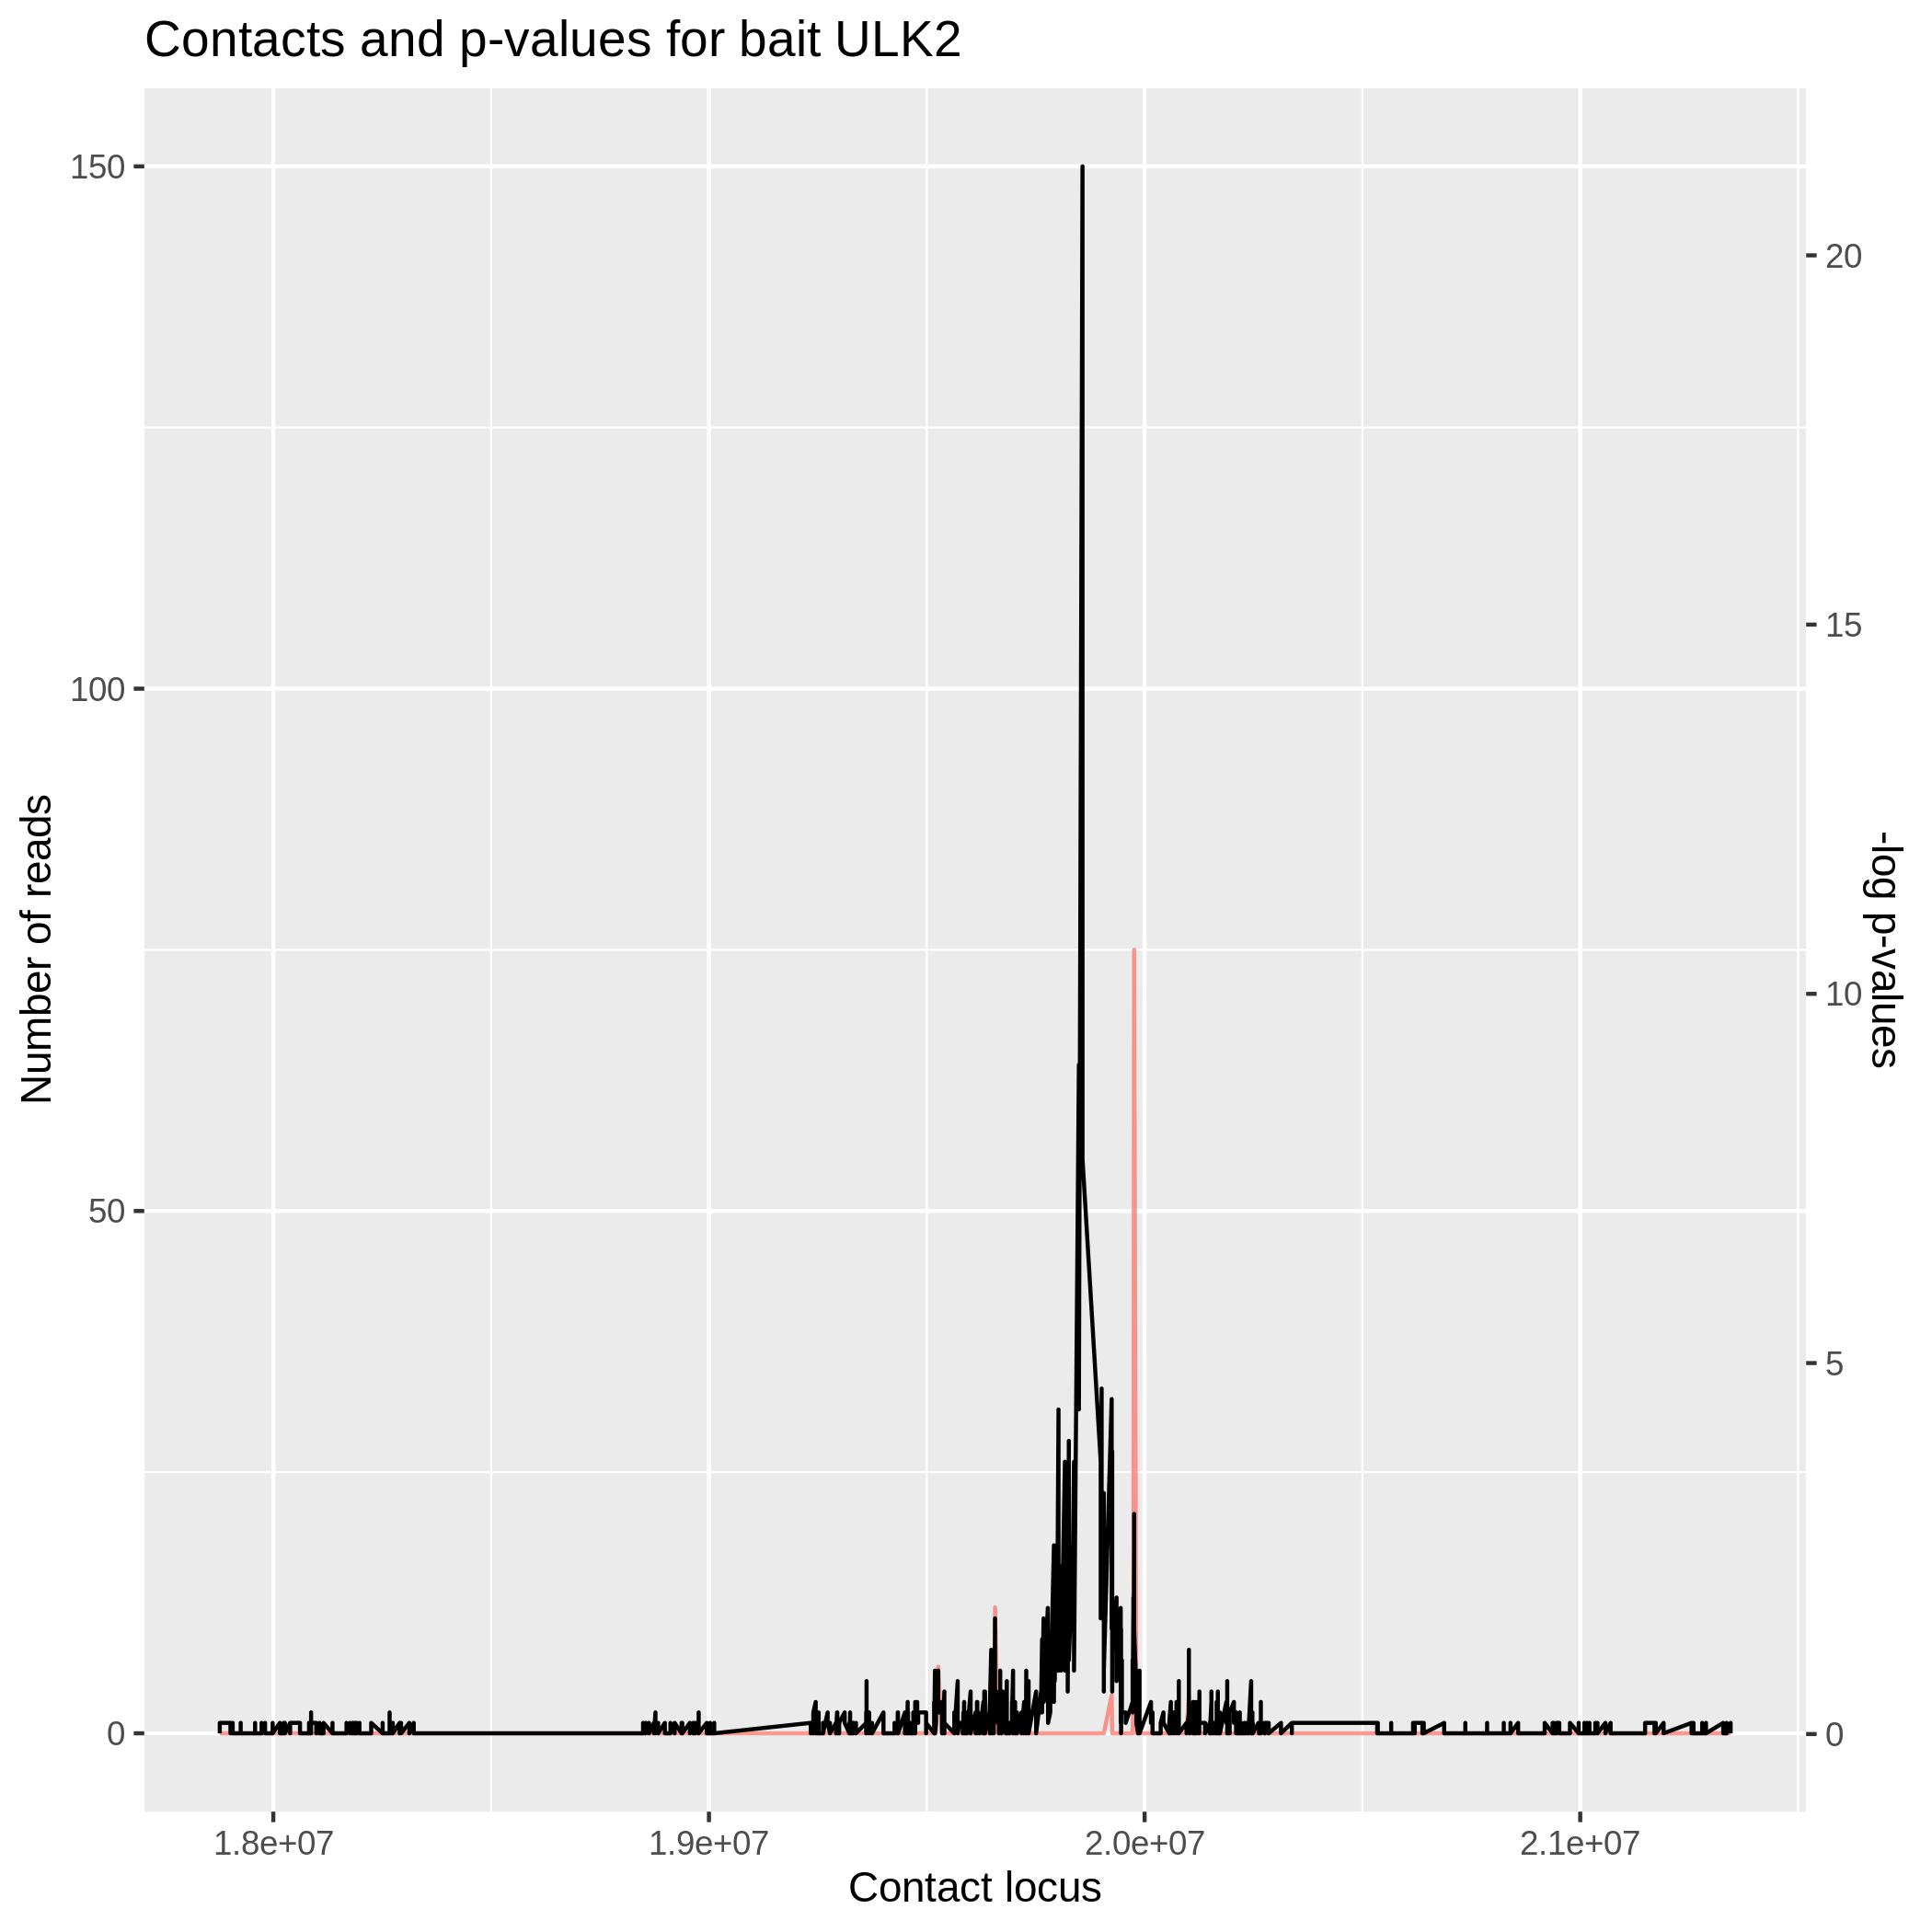 Contacts and p-values for bait ULK2
150
100
50
0
Number of reads
20
15
10
5
0
-log p-values
1.8e+07
1.9e+07
2.0e+07
2.1e+07
Contact locus